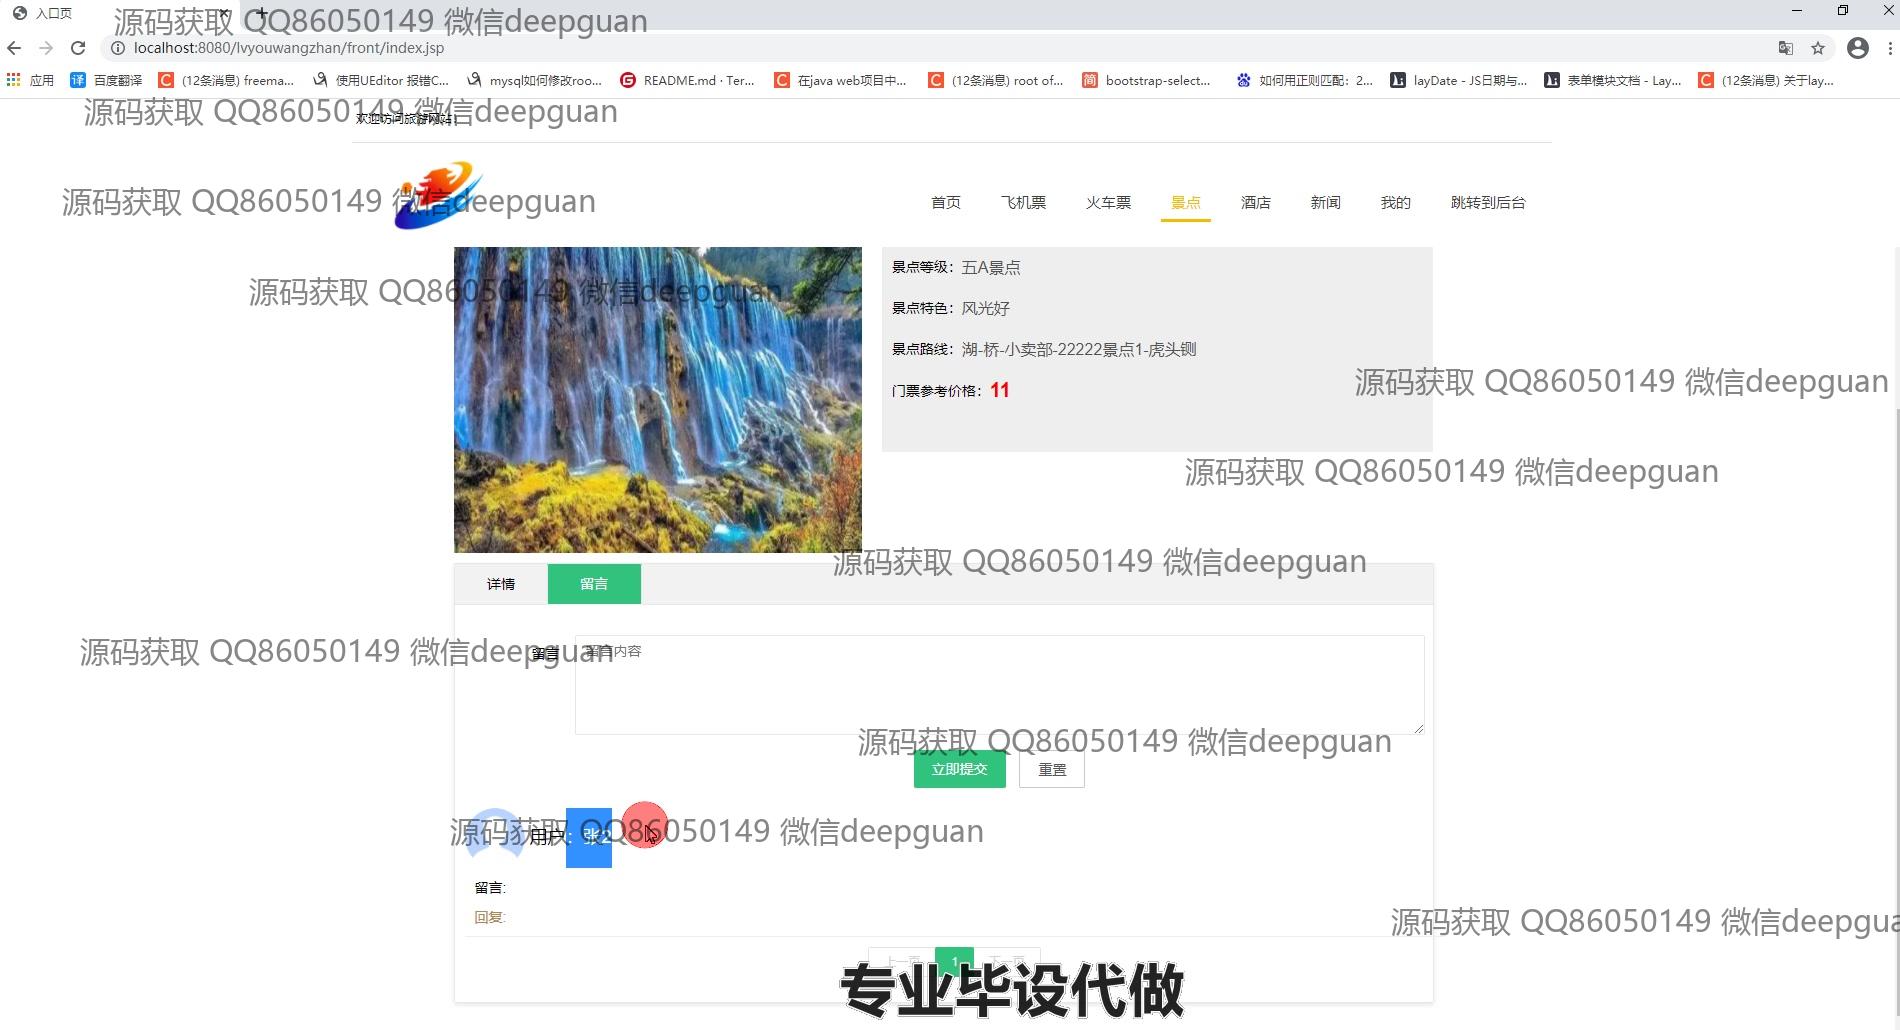 入口页
源码获取 QQ86050149 微信deepguan
localhost:8080/lvyouwangzhan/front/index.jsp
应用 百度翻译 (12条消息) freema... 使用UEditor 报错C... mysql如何修改roo... README.md · Ter... 在java web项目中... (12条消息) root of... bootstrap-select... 如何用正则匹配：2... layDate - JS日期与... 表单模块文档 - Lay... (12条消息) 关于lay...
源码获取 QQ86050149 微信deepguan
欢迎访问旅游网站！
源码获取 QQ86050149 微信deepguan
首页 飞机票 火车票 景点 酒店 新闻 我的 跳转到后台
景点等级：五A景点
源码获取 QQ86050149 微信deepguan
景点特色：风光好
景点路线：湖-桥-小卖部-22222景点1-虎头铡
源码获取 QQ86050149 微信deepguan
门票参考价格：11
源码获取 QQ86050149 微信deepguan
源码获取 QQ86050149 微信deepguan
详情 留言
源码获取 QQ86050149 微信deepguan
留言 留言内容
源码获取 QQ86050149 微信deepguan
立即提交 重置
源码获取 QQ86050149 微信deepguan
用户：张2
留言:
回复:
源码获取 QQ86050149 微信deepgua
上一页 1 下一页
专业毕设代做